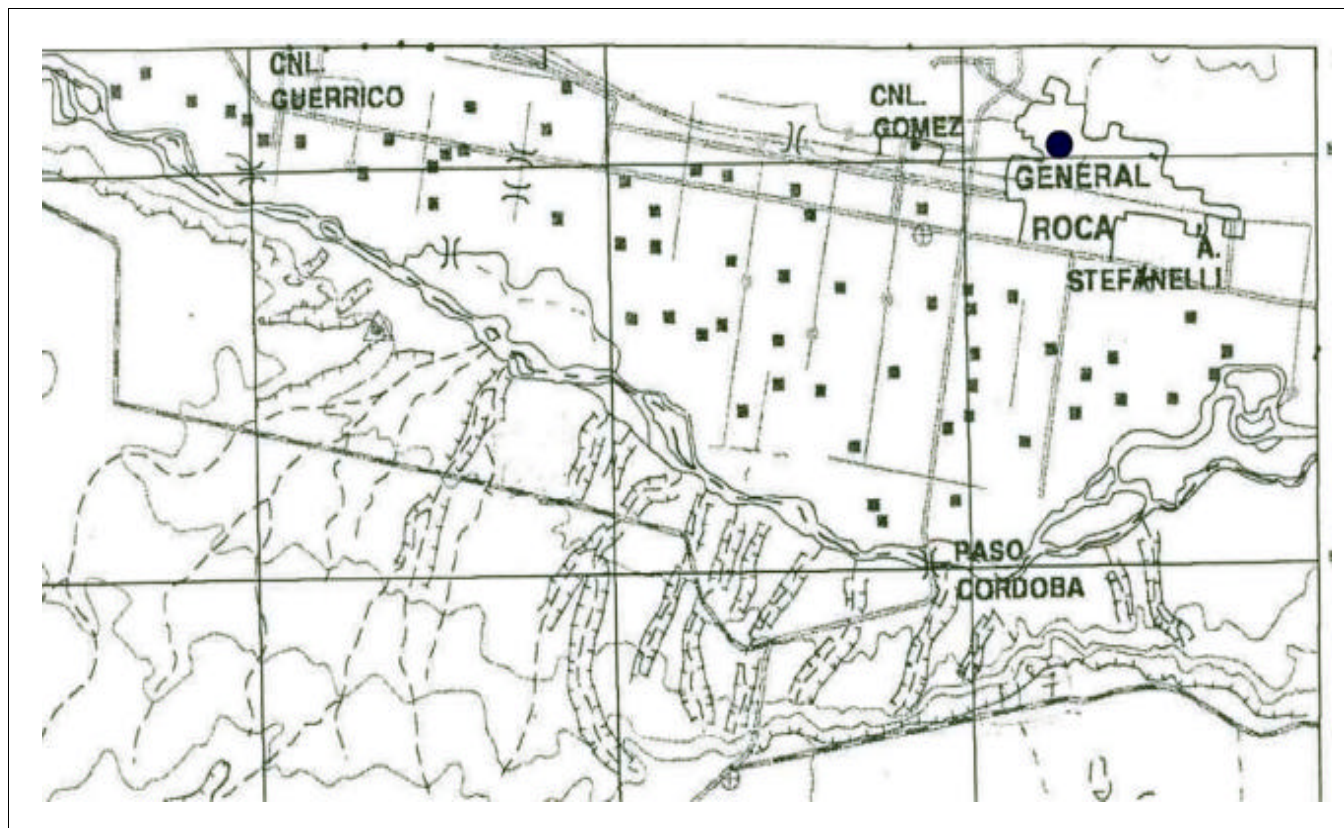 CNL.
GUERRICO
CNL.
GOMEZ
GENERAL
ROCA
A.
STEFANELLI
PASO
CORDOBA